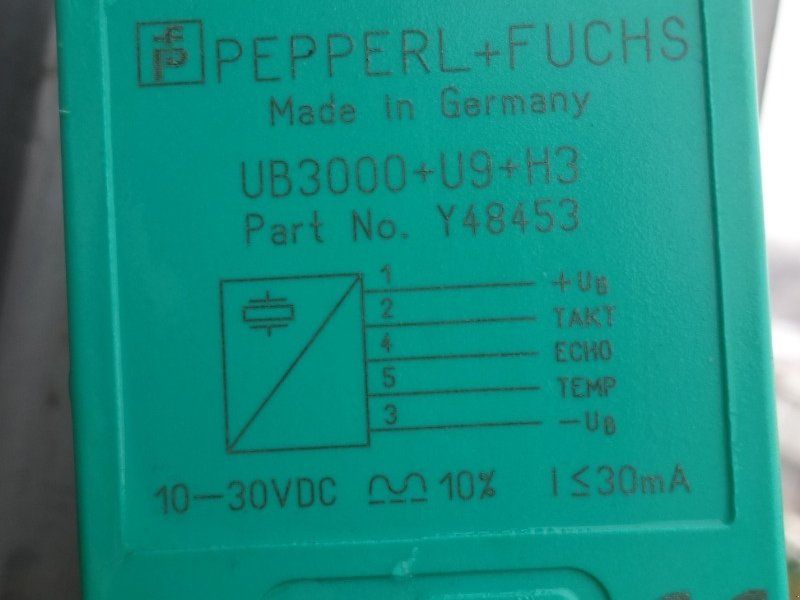 PEPPERL+FUCHS
Made in Germany
UB3000+U9+H3
Part No. Y48453
1 +UB
2 TAKT
4 ECHO
5 TEMP
3 -UB
10-30VDC 10% I≤30mA